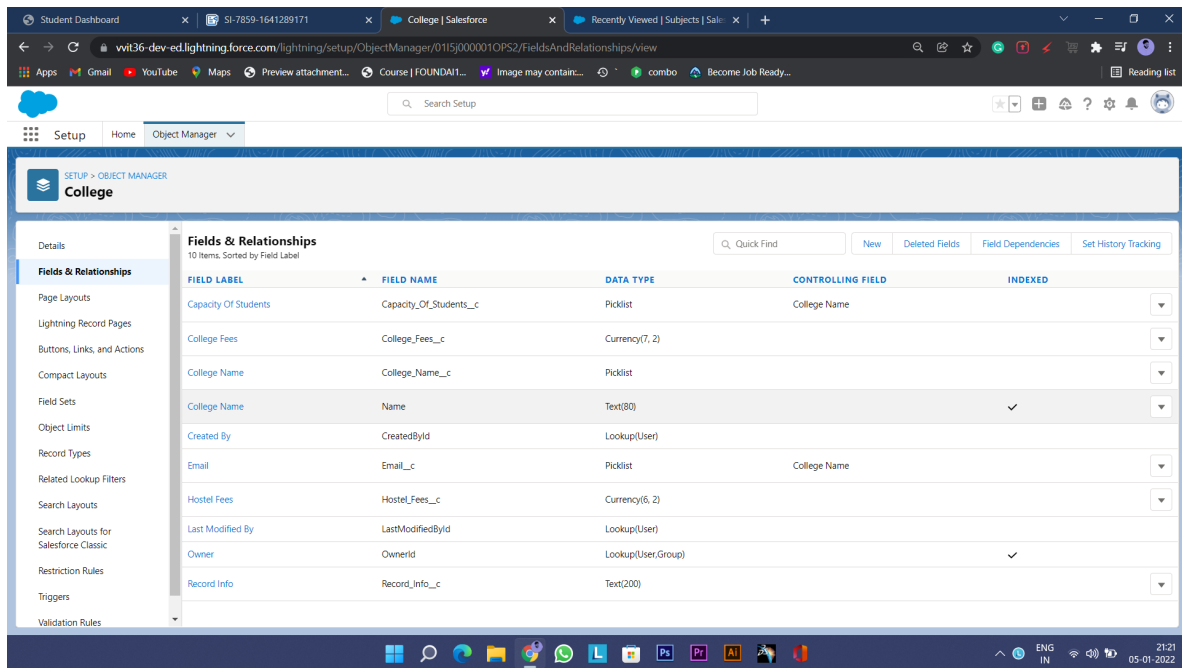 Student Dashboard
SI-7859-1641289171
College | Salesforce
Recently Viewed | Subjects | Sale
vvit36-dev-ed.lightning.force.com/lightning/setup/ObjectManager/01I5j000001OPS2/FieldsAndRelationships/view
Apps Gmail YouTube Maps Preview attachment... Course | FOUNDAI1... Image may contain:... combo Become Job Ready... Reading list
Search Setup
Setup Home Object Manager
SETUP > OBJECT MANAGER
College
Details
Fields & Relationships
Page Layouts
Lightning Record Pages
Buttons, Links, and Actions
Compact Layouts
Field Sets
Object Limits
Record Types
Related Lookup Filters
Search Layouts
Search Layouts for
Salesforce Classic
Restriction Rules
Triggers
Validation Rules
Fields & Relationships
10 Items, Sorted by Field Label
Quick Find New Deleted Fields Field Dependencies Set History Tracking
FIELD LABEL FIELD NAME DATA TYPE CONTROLLING FIELD INDEXED
Capacity Of Students Capacity_Of_Students__c Picklist College Name
College Fees College_Fees__c Currency(7, 2)
College Name College_Name__c Picklist
College Name Name Text(80)
Created By CreatedById Lookup(User)
Email Email__c Picklist College Name
Hostel Fees Hostel_Fees__c Currency(6, 2)
Last Modified By LastModifiedById Lookup(User)
Owner OwnerId Lookup(User,Group)
Record Info Record_Info__c Text(200)
L Ps Pr Ai
ENG
IN
21:21
05-01-2022